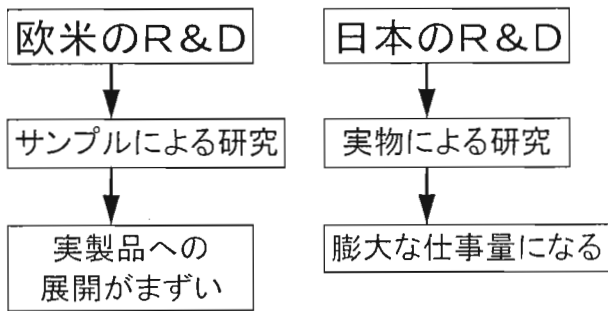 欧米のR&D
サンプルによる研究
実製品への
展開がまずい
日本のR&D
実物による研究
膨大な仕事量になる